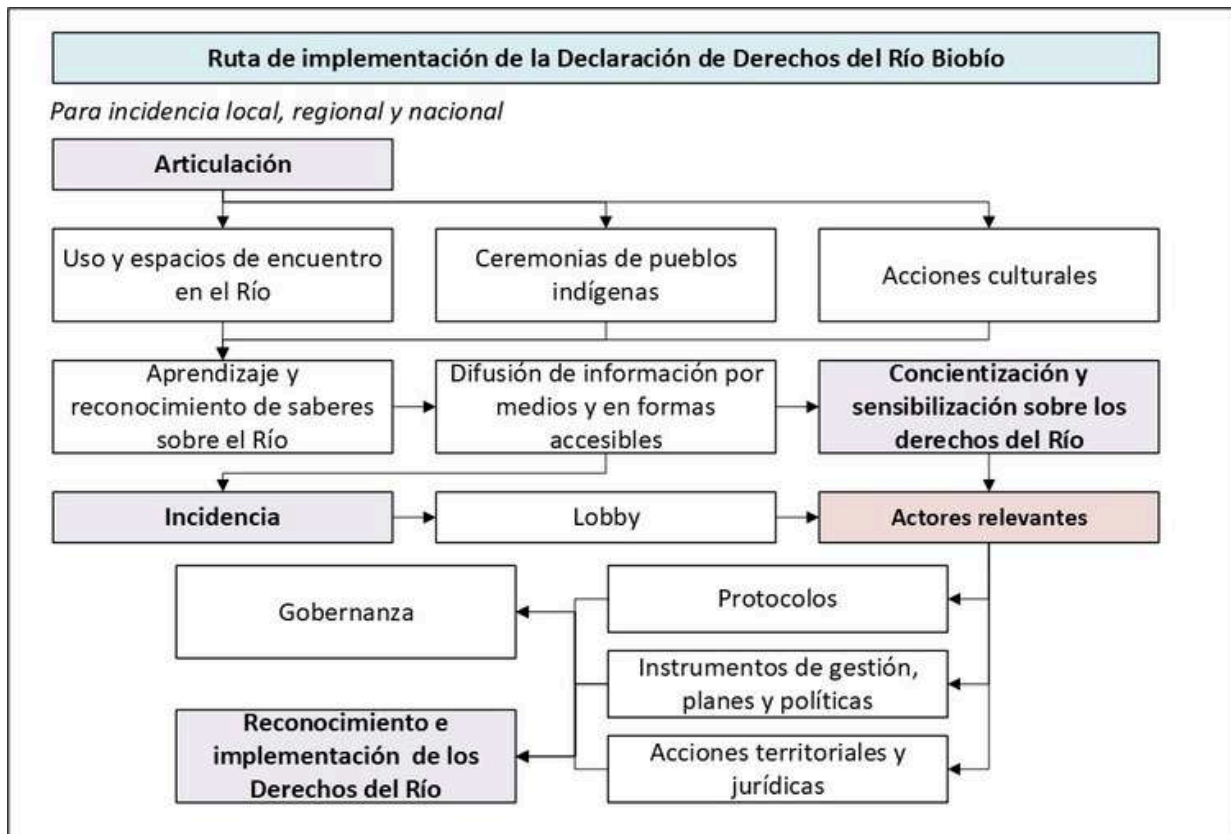 Ruta de implementación de la Declaración de Derechos del Río Biobío
Para incidencia local, regional y nacional
Articulación
Uso y espacios de encuentro
en el Río
Ceremonias de pueblos
indígenas
Acciones culturales
Aprendizaje y
reconocimiento de saberes
sobre el Río
Difusión de información por
medios y en formas
accesibles
Concientización y
sensibilización sobre los
derechos del Río
Incidencia
Lobby
Actores relevantes
Gobernanza
Protocolos
Instrumentos de gestión,
planes y políticas
Reconocimiento e
implementación de los
Derechos del Río
Acciones territoriales y
jurídicas